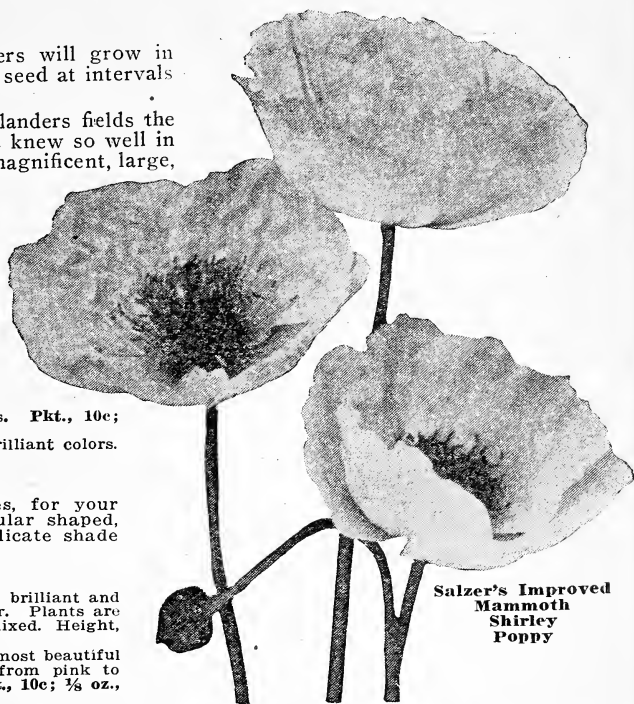 ers will grow in
seed at intervals
landers fields the
knew so well in
nagnificent, large,
s. Pkt., 10c;
rilliant colors.
es, for your
ular shaped,
licate shade
brilliant and
r. Plants are
ixed. Height,
most beautiful
from pink to
., 10c; ⅛ oz.,
Salzer's Improved
Mammoth
Shirley
Poppy